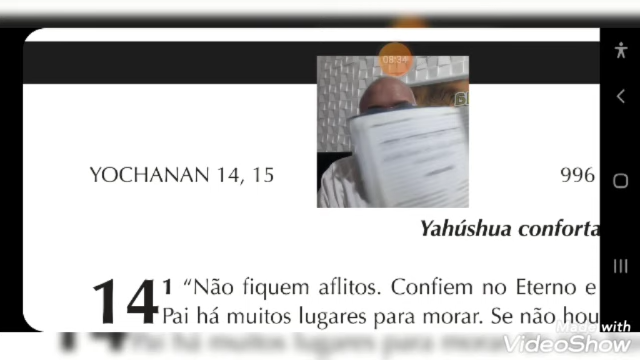 08:34
YOCHANAN 14, 15
996
Yahúshua conforta
14 1 “Não fiquem aflitos. Confiem no Eterno e
Pai há muitos lugares para morar. Se não hou
Made with
VideoShow